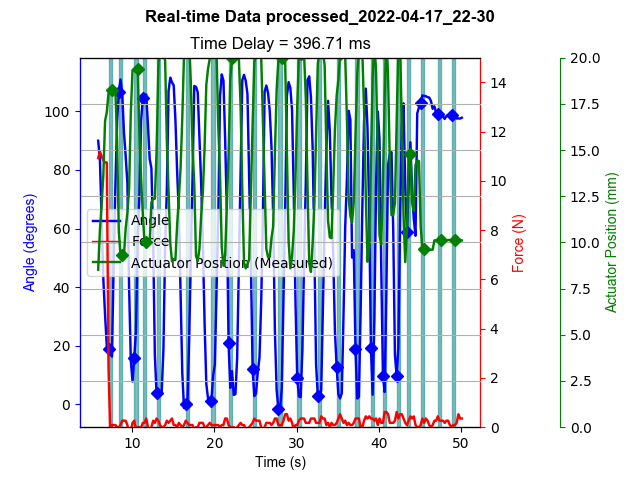 Real-time Data processed_2022-04-17_22-30
Time Delay = 396.71 ms
Angle (degrees)
100
80
60
40
20
0
Angle
Force
Actuator Position (Measured)
14
12
10
8
6
4
2
0
Force (N)
20.0
17.5
15.0
12.5
10.0
7.5
5.0
2.5
0.0
Actuator Position (mm)
10 20 30 40 50
Time (s)